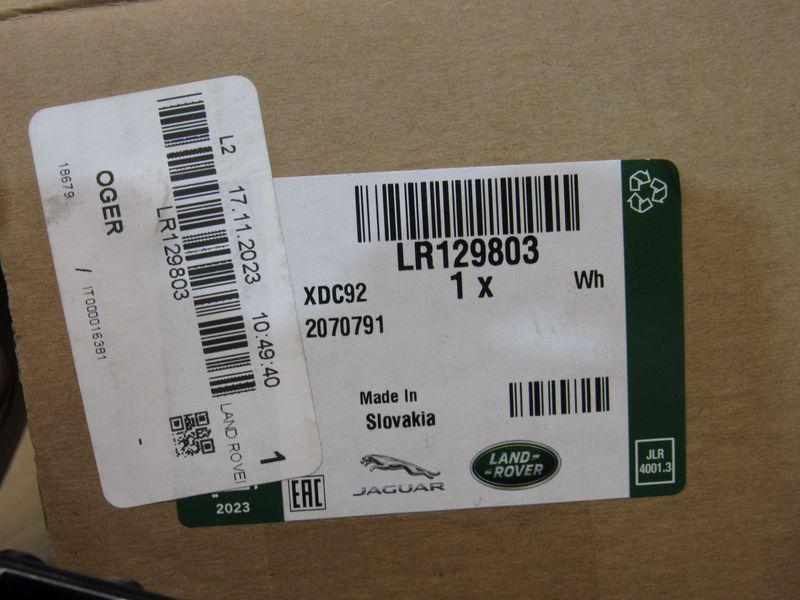 L2 17.11.2023 10:49:40
LR129803
LAND ROVER
1
OGER
18679
/ IT000016381
-
LR129803
1 x
Wh
XDC92
2070791
Made In
Slovakia
JAGUAR
LAND-
-ROVER
EAC
2023
JLR
4001.3